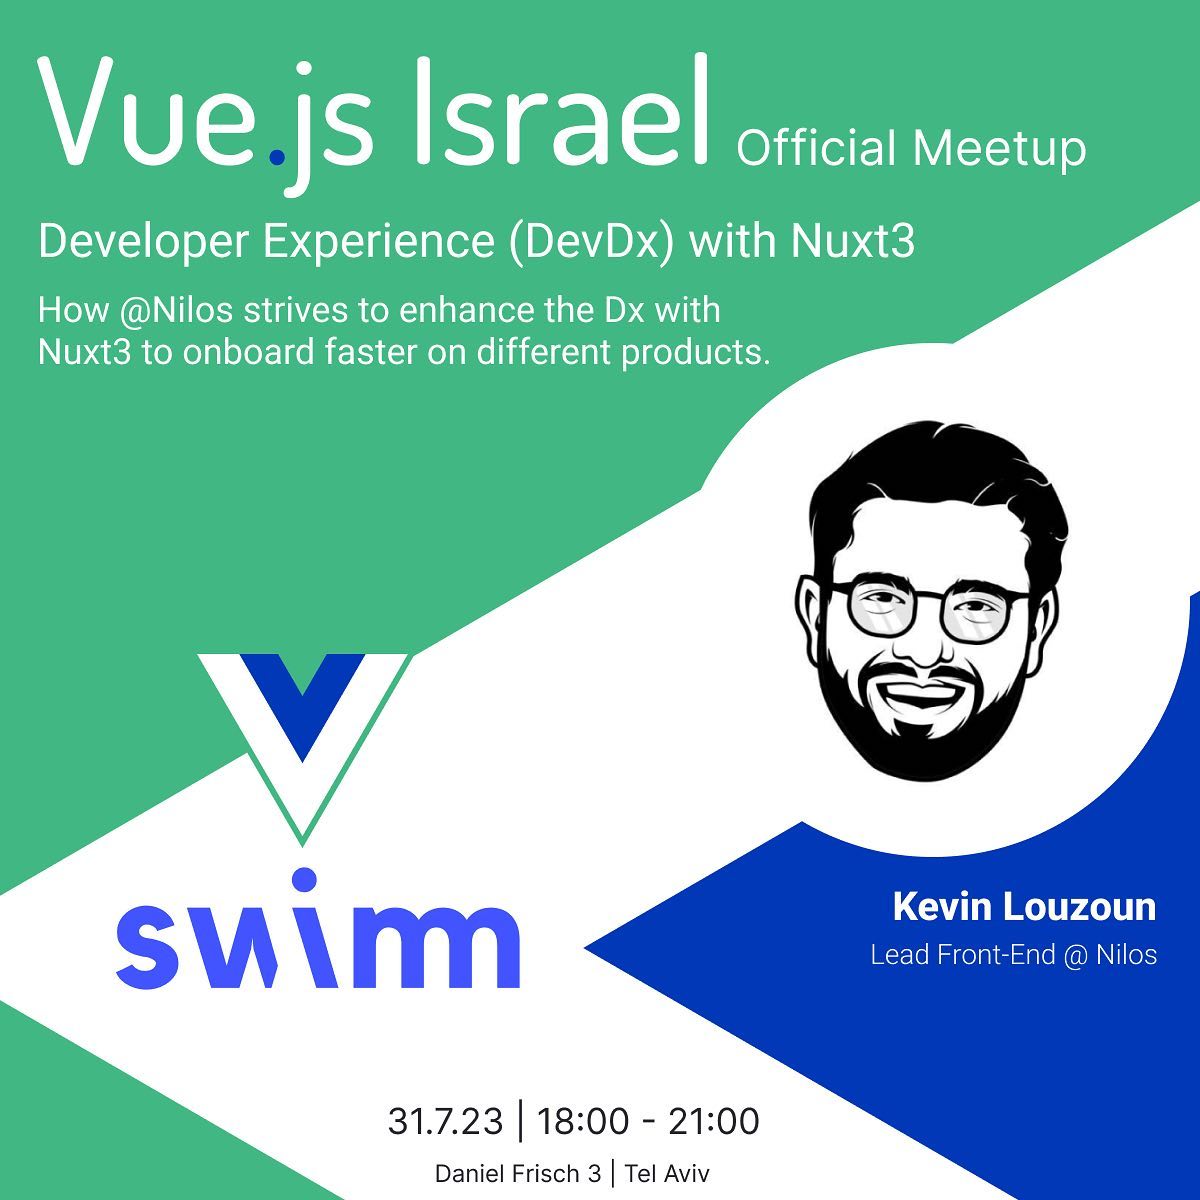 Vue.js Israel Official Meetup
Developer Experience (DevDx) with Nuxt3
How @Nilos strives to enhance the Dx with
Nuxt3 to onboard faster on different products.
swimm
Kevin Louzoun
Lead Front-End @ Nilos
31.7.23 | 18:00 - 21:00
Daniel Frisch 3 | Tel Aviv